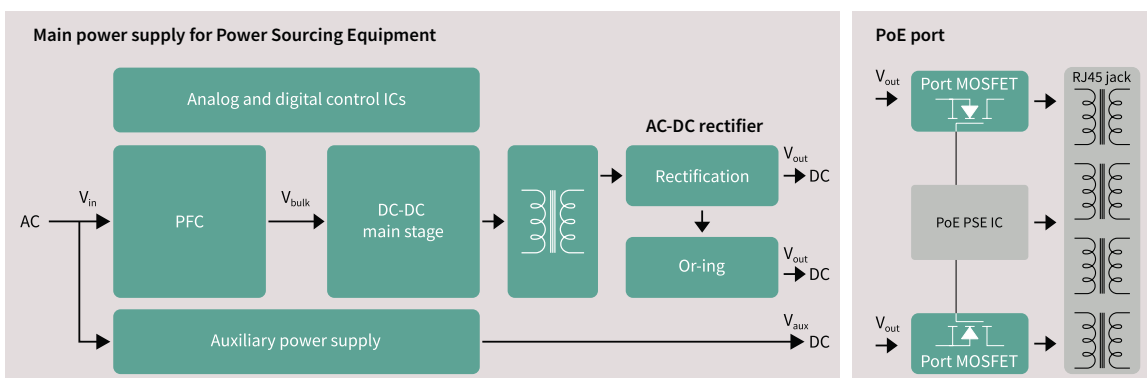 Main power supply for Power Sourcing Equipment
Analog and digital control ICs
AC-DC rectifier
AC
Vin
PFC
Vbulk
DC-DC
main stage
Rectification
Vout
DC
Or-ing
Vout
DC
Auxiliary power supply
Vaux
DC
PoE port
Vout
Port MOSFET
RJ45 jack
PoE PSE IC
Vout
Port MOSFET